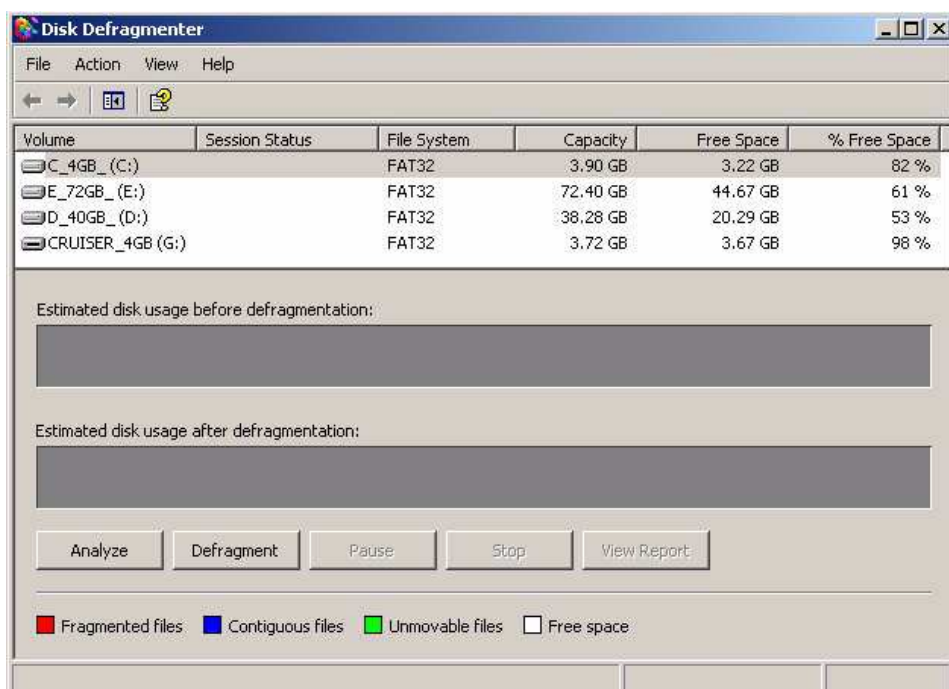 Disk Defragmenter
File Action View Help
Volume Session Status File System Capacity Free Space % Free Space
C_4GB_ (C:) FAT32 3.90 GB 3.22 GB 82 %
E_72GB_ (E:) FAT32 72.40 GB 44.67 GB 61 %
D_40GB_ (D:) FAT32 38.28 GB 20.29 GB 53 %
CRUISER_4GB (G:) FAT32 3.72 GB 3.67 GB 98 %
Estimated disk usage before defragmentation:
Estimated disk usage after defragmentation:
Analyze Defragment Pause Stop View Report
Fragmented files Contiguous files Unmovable files Free space